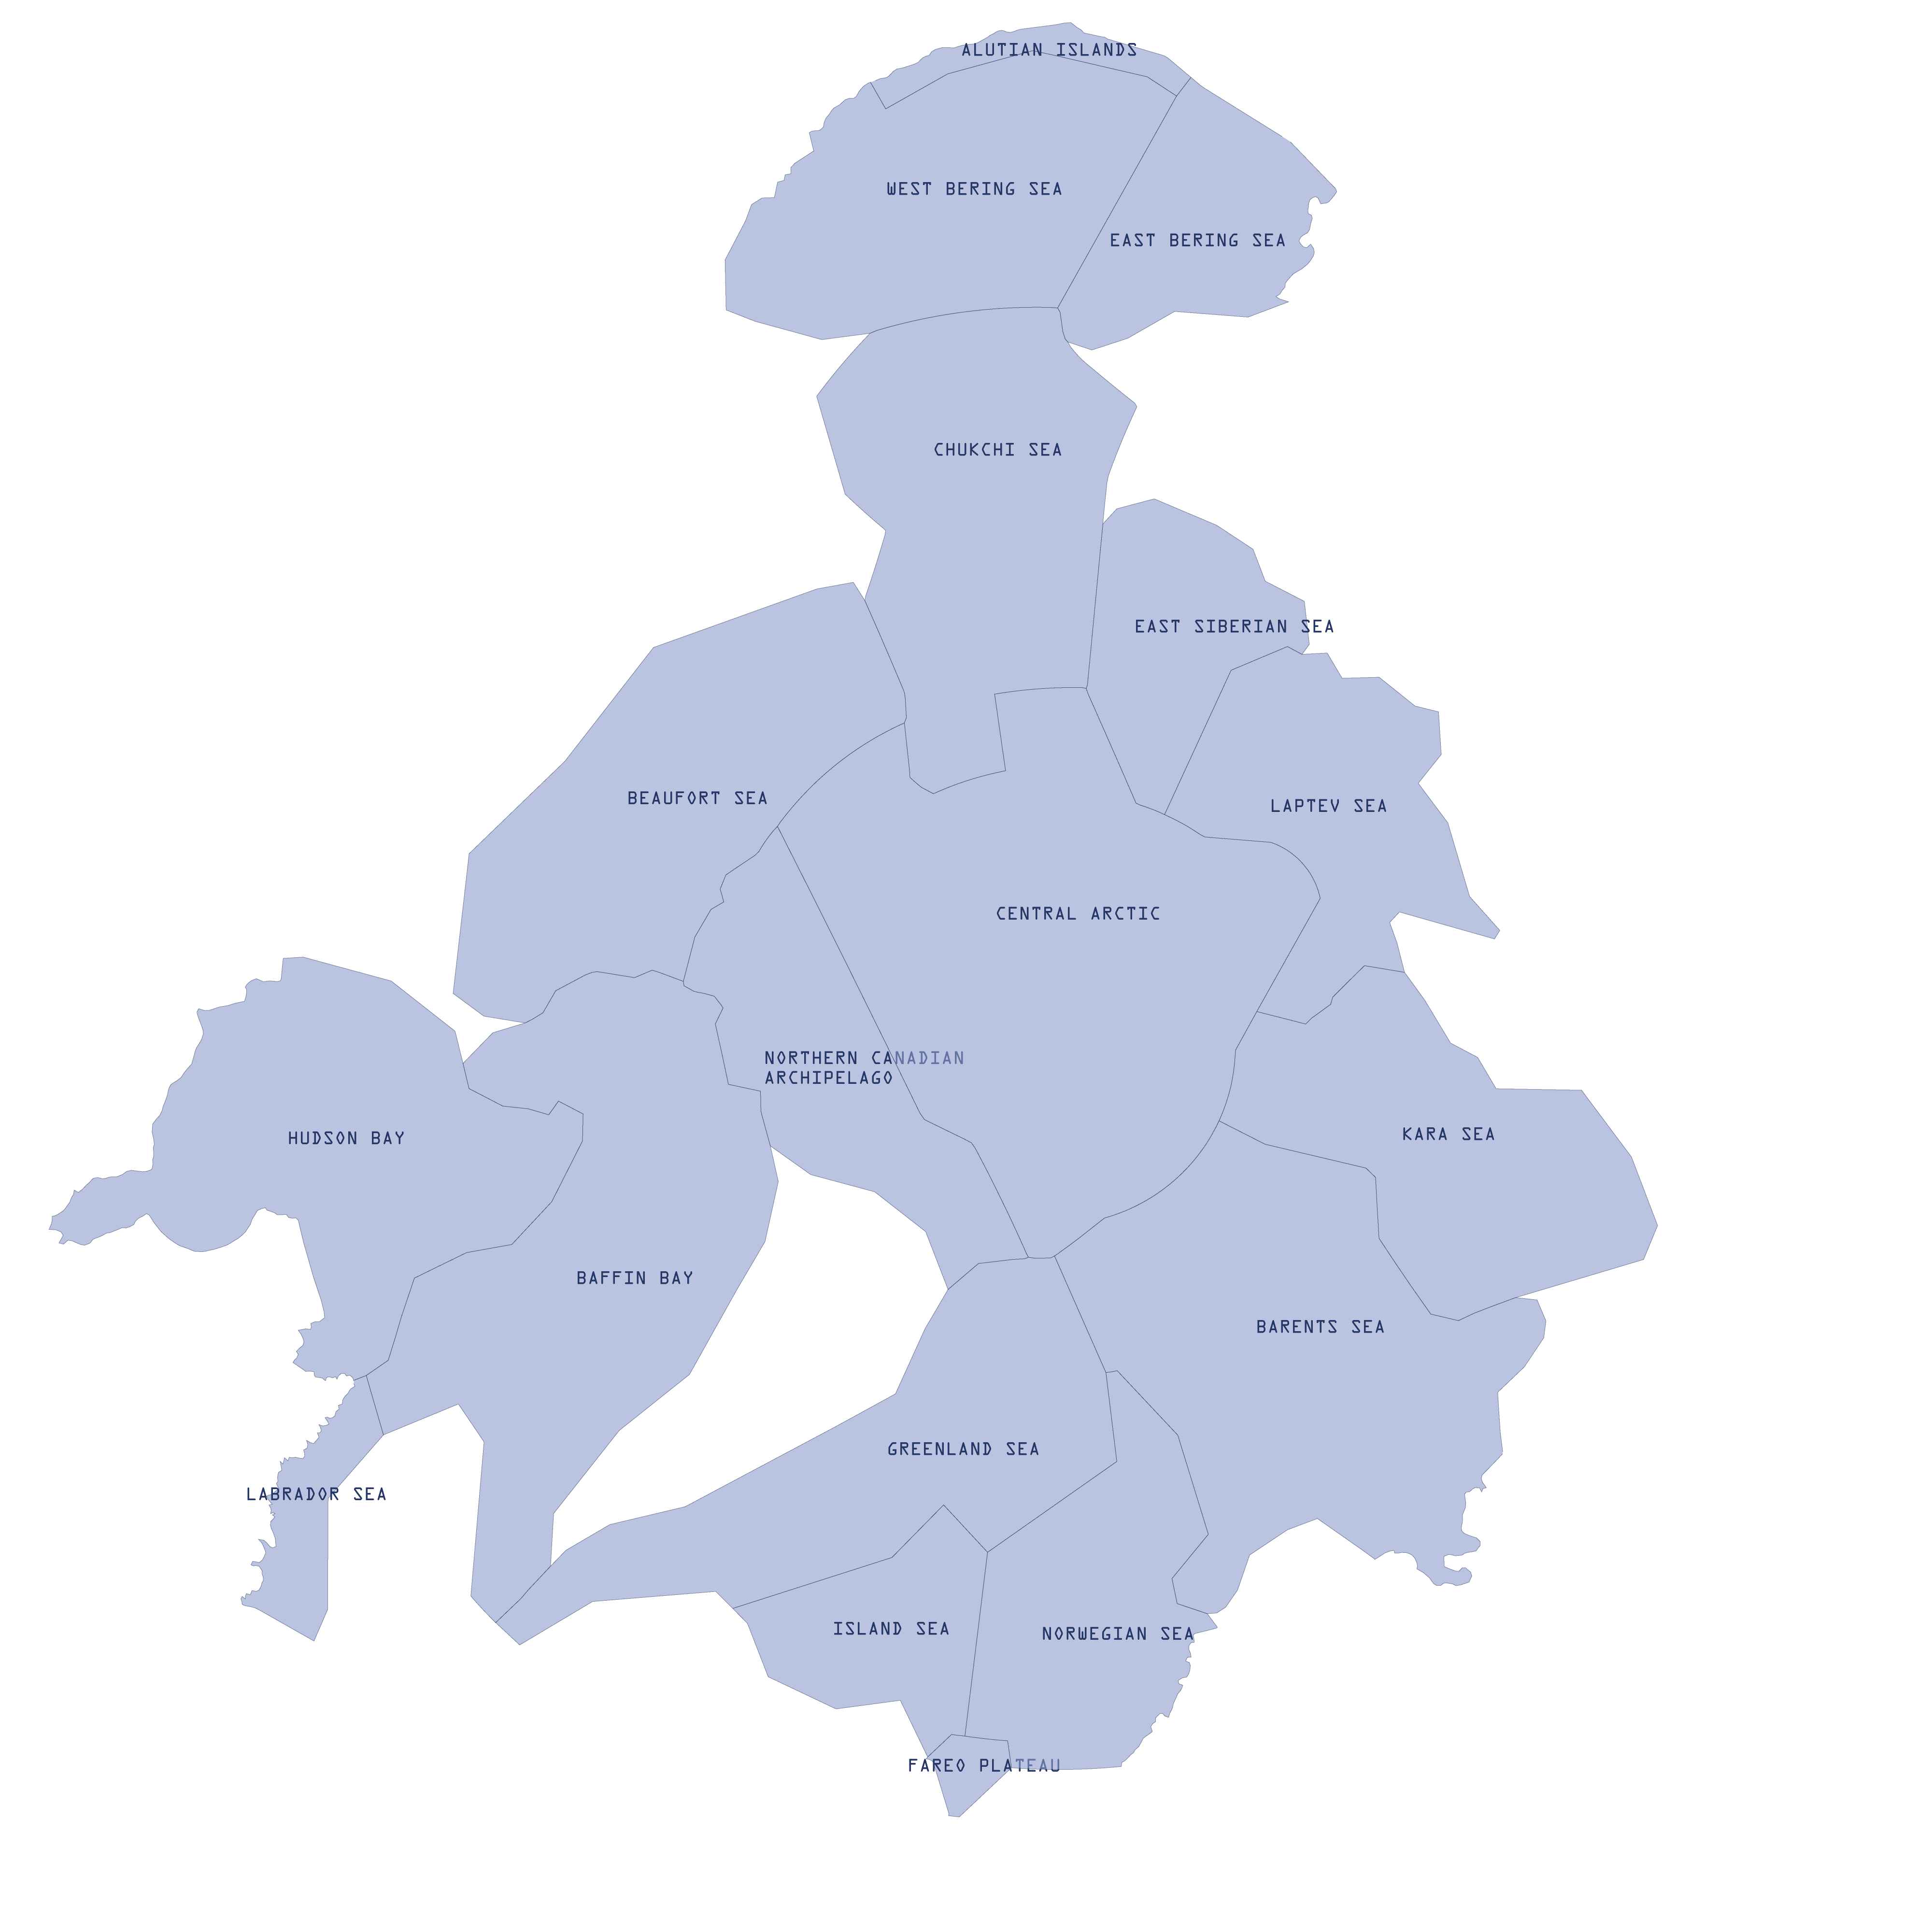 ALUTIAN ISLANDS
WEST BERING SEA
EAST BERING SEA
CHUKCHI SEA
EAST SIBERIAN SEA
BEAUFORT SEA
LAPTEV SEA
CENTRAL ARCTIC
NORTHERN CANADIAN
ARCHIPELAGO
HUDSON BAY
KARA SEA
BAFFIN BAY
BARENTS SEA
GREENLAND SEA
LABRADOR SEA
ISLAND SEA
NORWEGIAN SEA
FAREO PLATEAU